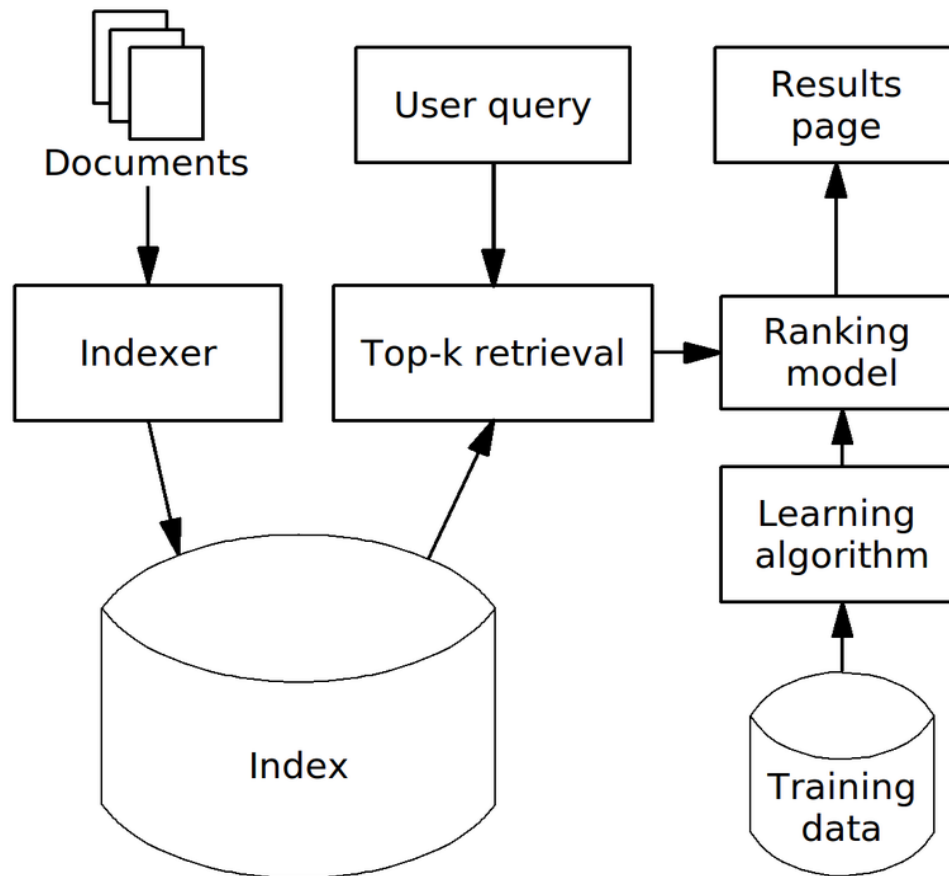 Documents
User query
Results
page
Indexer
Top-k retrieval
Ranking
model
Learning
algorithm
Index
Training
data